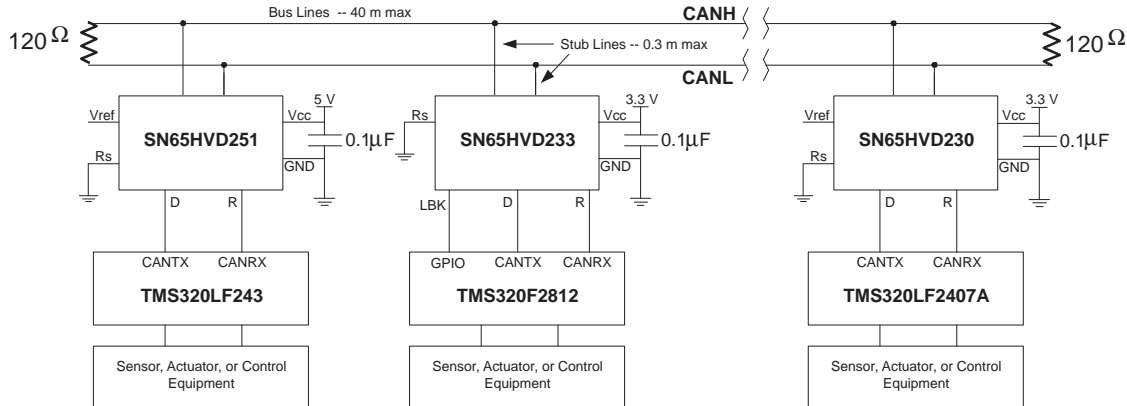 Bus Lines -- 40 m max
CANH
120 Ω
Stub Lines -- 0.3 m max
120 Ω
CANL
5 V
3.3 V
3.3 V
Vref
Vcc
Rs
Vcc
Vref
Vcc
SN65HVD251
0.1µF
SN65HVD233
0.1µF
SN65HVD230
0.1µF
Rs
GND
GND
Rs
GND
D
R
LBK
D
R
D
R
CANTX
CANRX
GPIO
CANTX
CANRX
CANTX
CANRX
TMS320LF243
TMS320F2812
TMS320LF2407A
Sensor, Actuator, or Control
Equipment
Sensor, Actuator, or Control
Equipment
Sensor, Actuator, or Control
Equipment